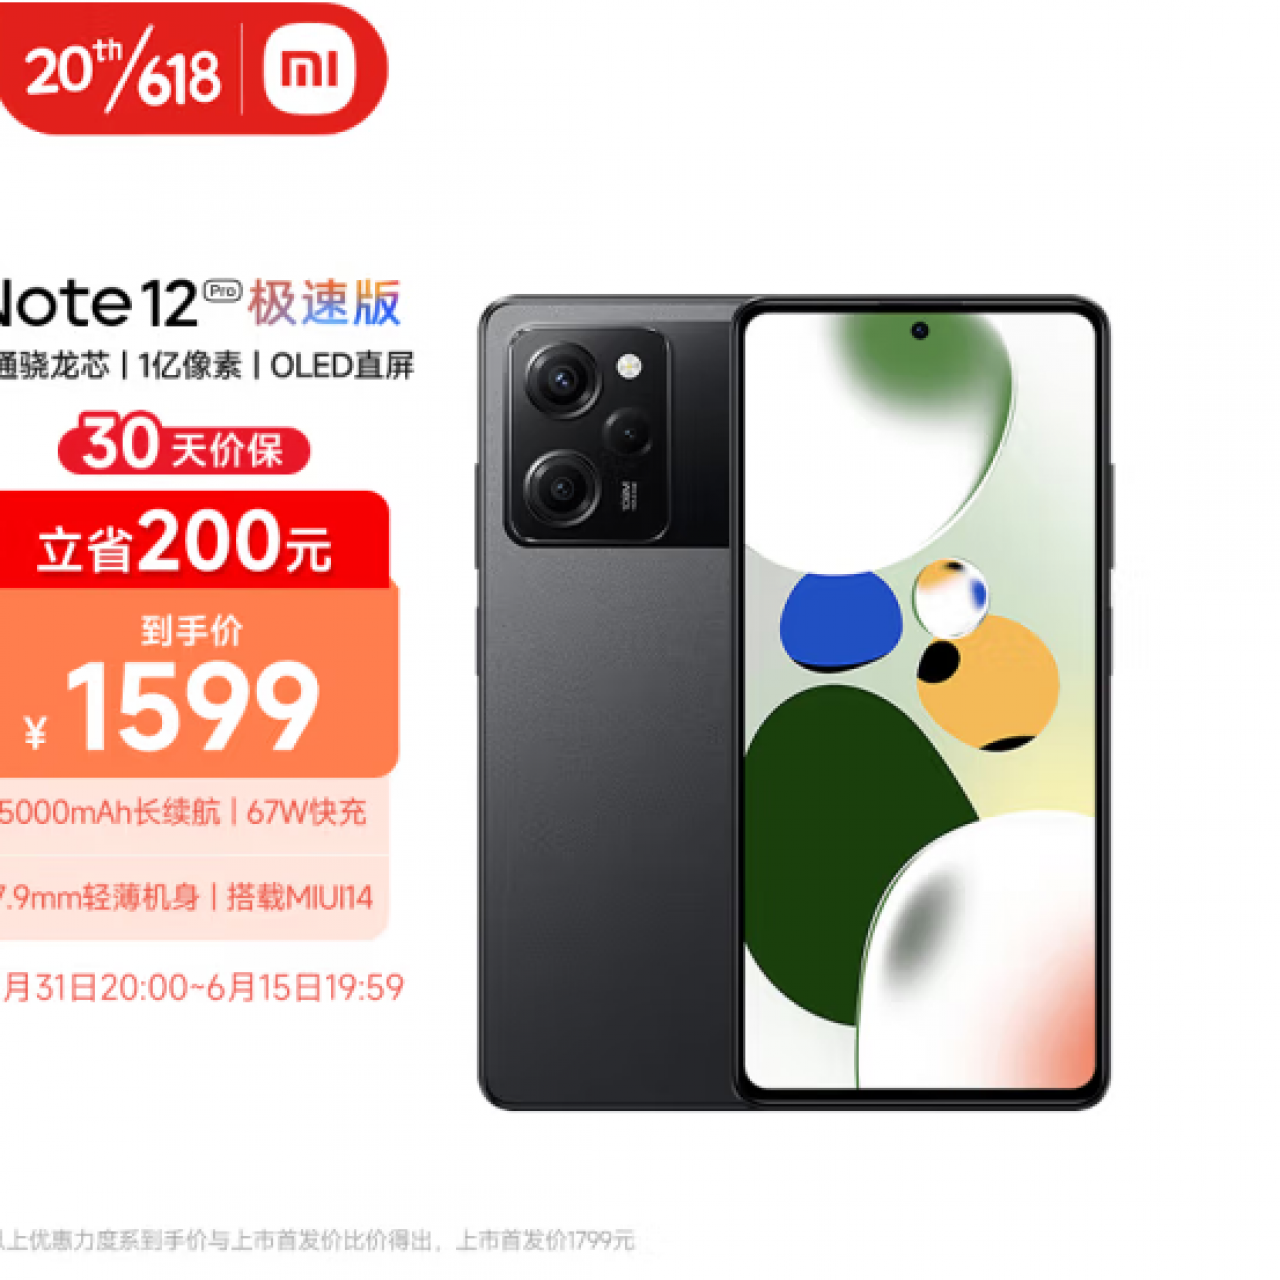 20th/618 | mi
Note 12 Pro 极速版
通骁龙芯 | 1亿像素 | OLED直屏
30天价保
立省200元
到手价
¥1599
5000mAh长续航 | 67W快充
7.9mm轻薄机身 | 搭载MIUI14
月31日20:00~6月15日19:59
以上优惠力度系到手价与上市首发价比价得出，上市首发价1799元